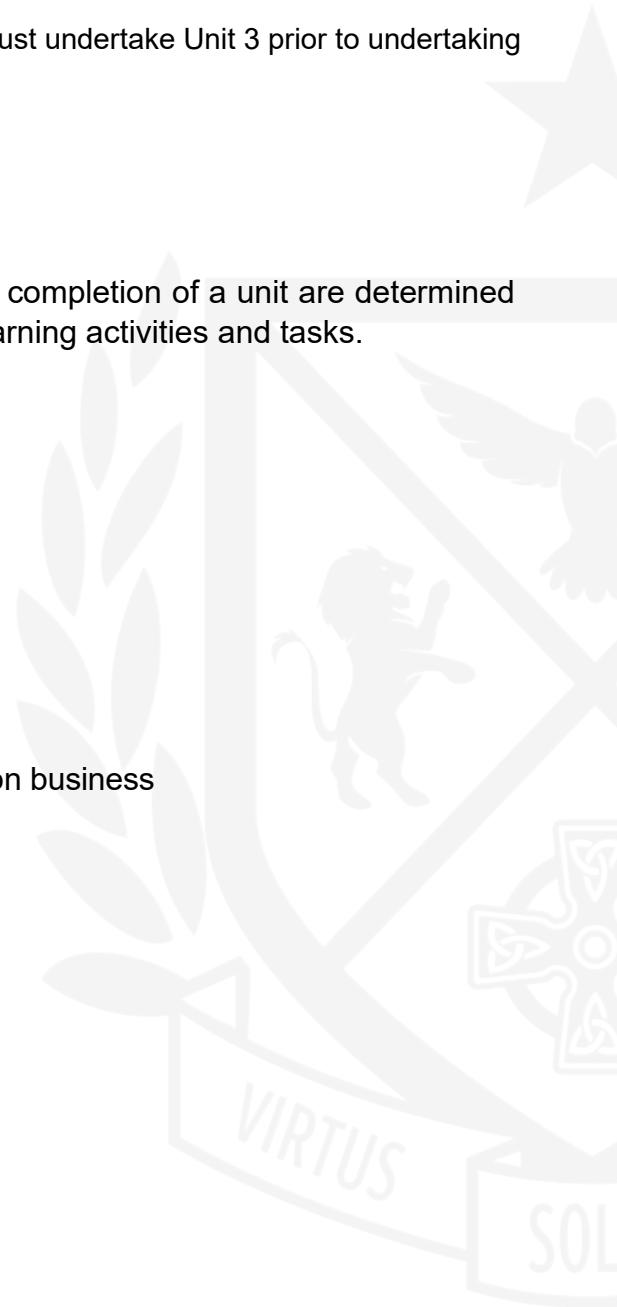 ust undertake Unit 3 prior to undertaking
completion of a unit are determined
arning activities and tasks.
on business
VIRTUS
SOL